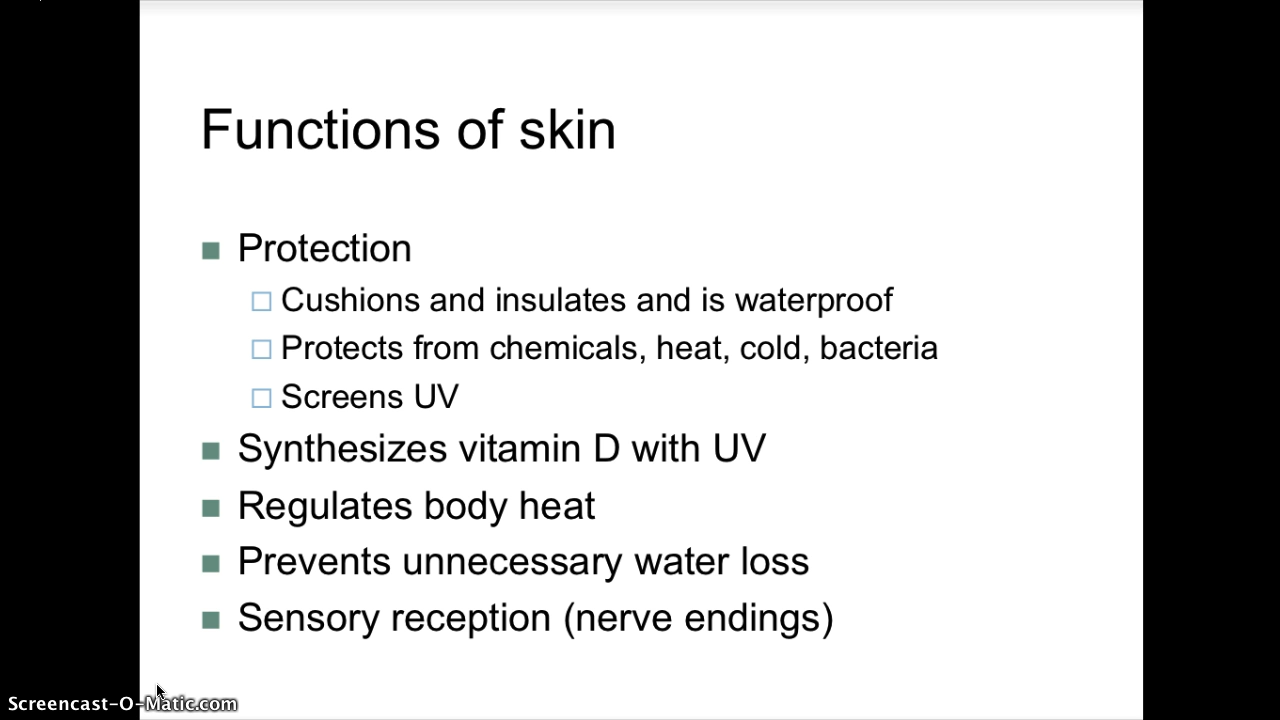 Functions of skin
Protection
Cushions and insulates and is waterproof
Protects from chemicals, heat, cold, bacteria
Screens UV
Synthesizes vitamin D with UV
Regulates body heat
Prevents unnecessary water loss
Sensory reception (nerve endings)
Screencast-O-Matic.com